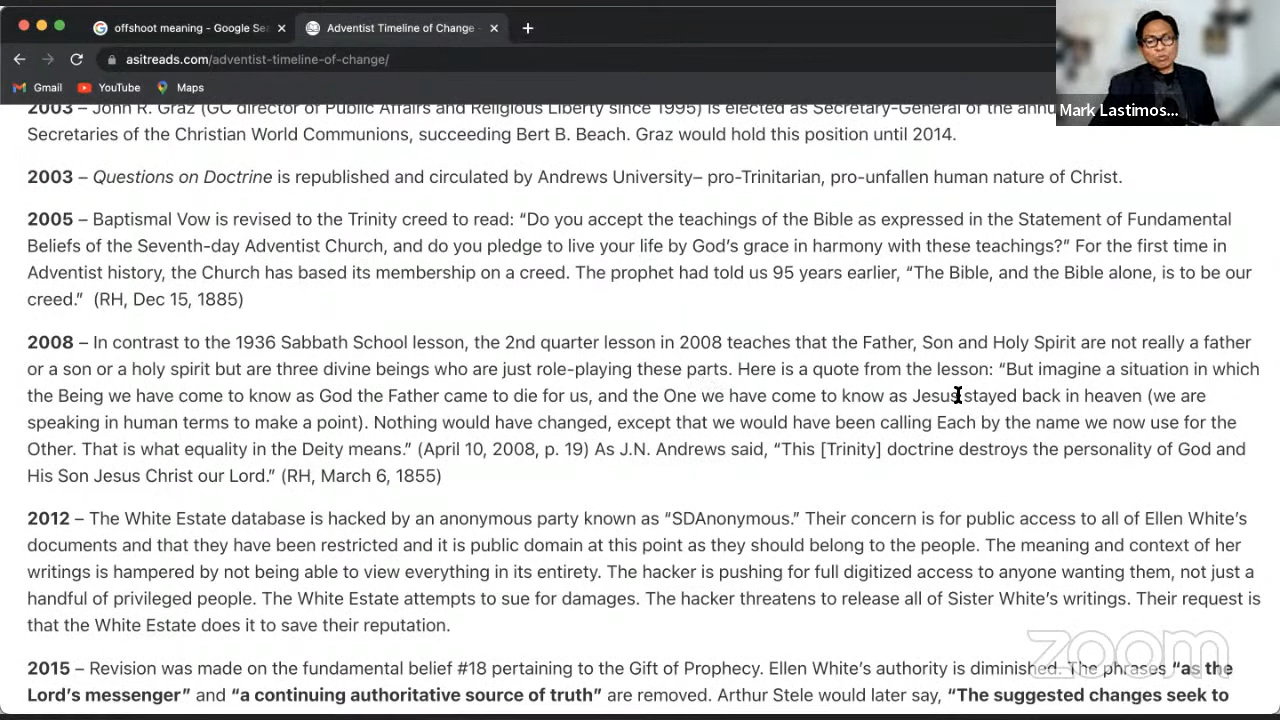 offshoot meaning - Google Se
Adventist Timeline of Change -
asitreads.com/adventist-timeline-of-change/
Gmail YouTube Maps
Mark Lastimos...
2003 – John R. Graz (GC director of Public Affairs and Religious Liberty since 1995) is elected as Secretary-General of the annu
Secretaries of the Christian World Communions, succeeding Bert B. Beach. Graz would hold this position until 2014.
2003 – Questions on Doctrine is republished and circulated by Andrews University– pro-Trinitarian, pro-unfallen human nature of Christ.
2005 – Baptismal Vow is revised to the Trinity creed to read: “Do you accept the teachings of the Bible as expressed in the Statement of Fundamental
Beliefs of the Seventh-day Adventist Church, and do you pledge to live your life by God’s grace in harmony with these teachings?” For the first time in
Adventist history, the Church has based its membership on a creed. The prophet had told us 95 years earlier, “The Bible, and the Bible alone, is to be our
creed.”  (RH, Dec 15, 1885)
2008 – In contrast to the 1936 Sabbath School lesson, the 2nd quarter lesson in 2008 teaches that the Father, Son and Holy Spirit are not really a father
or a son or a holy spirit but are three divine beings who are just role-playing these parts. Here is a quote from the lesson: “But imagine a situation in which
the Being we have come to know as God the Father came to die for us, and the One we have come to know as Jesus stayed back in heaven (we are
speaking in human terms to make a point). Nothing would have changed, except that we would have been calling Each by the name we now use for the
Other. That is what equality in the Deity means.” (April 10, 2008, p. 19) As J.N. Andrews said, “This [Trinity] doctrine destroys the personality of God and
His Son Jesus Christ our Lord.” (RH, March 6, 1855)
2012 – The White Estate database is hacked by an anonymous party known as “SDAnonymous.” Their concern is for public access to all of Ellen White’s
documents and that they have been restricted and it is public domain at this point as they should belong to the people. The meaning and context of her
writings is hampered by not being able to view everything in its entirety. The hacker is pushing for full digitized access to anyone wanting them, not just a
handful of privileged people. The White Estate attempts to sue for damages. The hacker threatens to release all of Sister White’s writings. Their request is
that the White Estate does it to save their reputation.
zoom
2015 – Revision was made on the fundamental belief #18 pertaining to the Gift of Prophecy. Ellen White’s authority is diminished. The phrases “as the
Lord’s messenger” and “a continuing authoritative source of truth” are removed. Arthur Stele would later say, “The suggested changes seek to